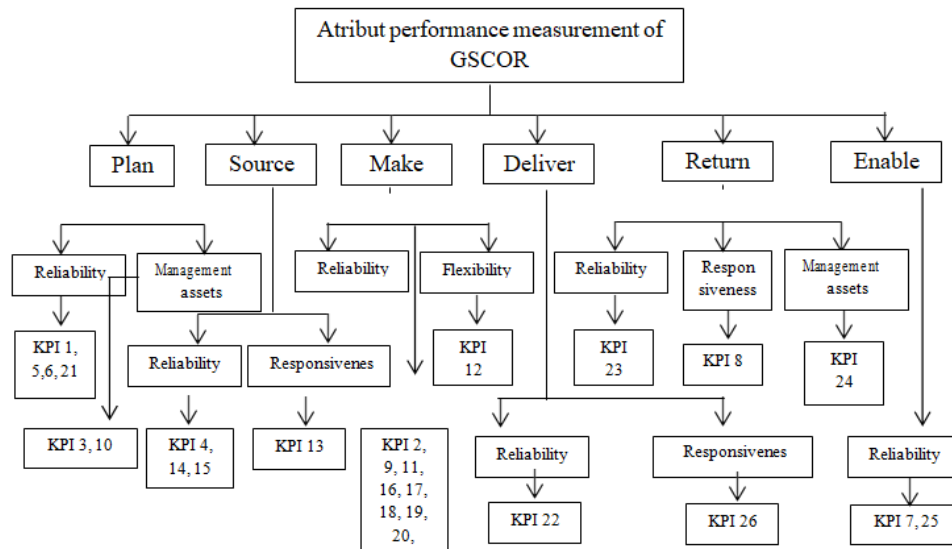 Atribut performance measurement of
GSCOR
Plan
Source
Make
Deliver
Return
Enable
Reliability
Management
assets
Reliability
Flexibility
Reliability
Respon
siveness
Management
assets
KPI 1,
5,6, 21
Reliability
Responsivenes
KPI
12
KPI
23
KPI 8
KPI
24
KPI 3, 10
KPI 4,
14, 15
KPI 13
KPI 2,
9, 11,
16, 17,
18, 19,
20,
Reliability
Responsivenes
Reliability
KPI 22
KPI 26
KPI 7, 25